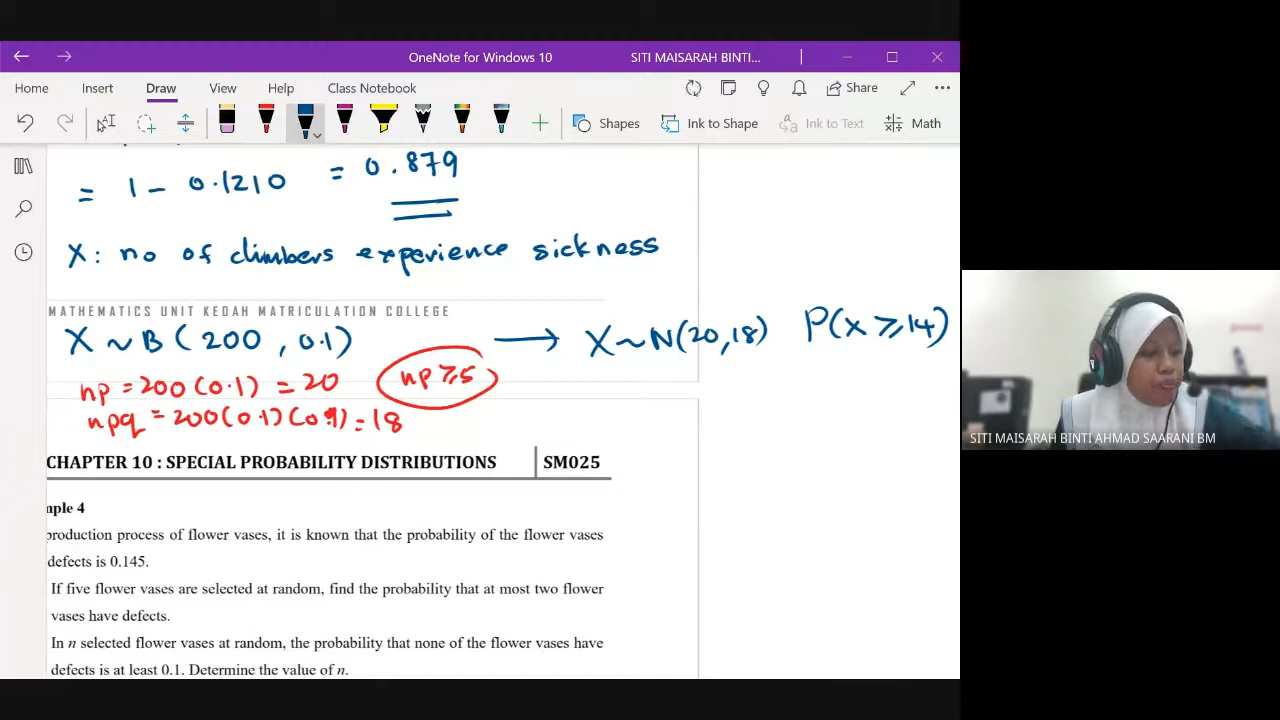 OneNote for Windows 10
SITI MAISARAH BINTI...
Home Insert Draw View Help Class Notebook Share
Shapes Ink to Shape Ink to Text Math
= 1 - 0.1210 = 0.879
X : no of climbers experience sickness
MATHEMATICS UNIT KEDAH MATRICULATION COLLEGE
X ~ B ( 200 , 0.1 ) → X ~ N(20,18) P(X ≥ 14)
np = 200 (0.1) = 20 np ≥ 5
npq = 200 (0.1) (0.9) = 18
SITI MAISARAH BINTI AHMAD SAARANI BM
CHAPTER 10 : SPECIAL PROBABILITY DISTRIBUTIONS SM025
mple 4
production process of flower vases, it is known that the probability of the flower vases
defects is 0.145.
If five flower vases are selected at random, find the probability that at most two flower
vases have defects.
In n selected flower vases at random, the probability that none of the flower vases have
defects is at least 0.1. Determine the value of n.